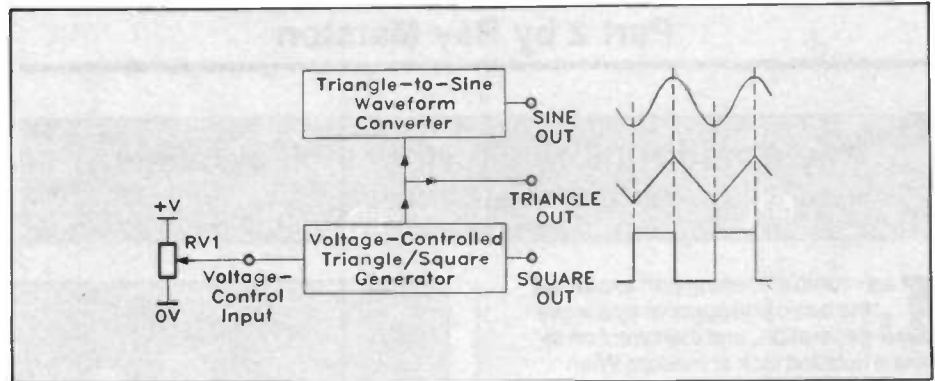 Triangle-to-Sine
Waveform
Converter
SINE
OUT
TRIANGLE
OUT
+V
RV1
Voltage-
Control
Input
0V
Voltage-Controlled
Triangle/Square
Generator
SQUARE
OUT
Part 2 by Ray Marston